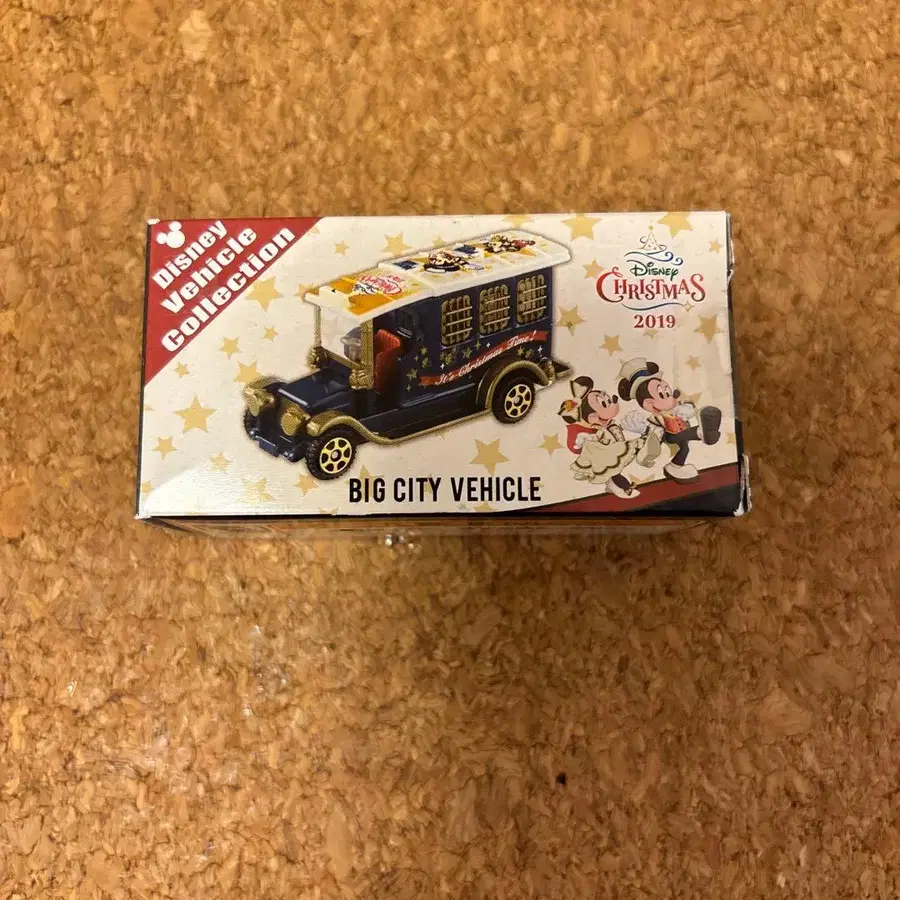 Disney
Vehicle
Collection
Disney
CHRISTMAS
2019
It's Christmas Time!
BIG CITY VEHICLE